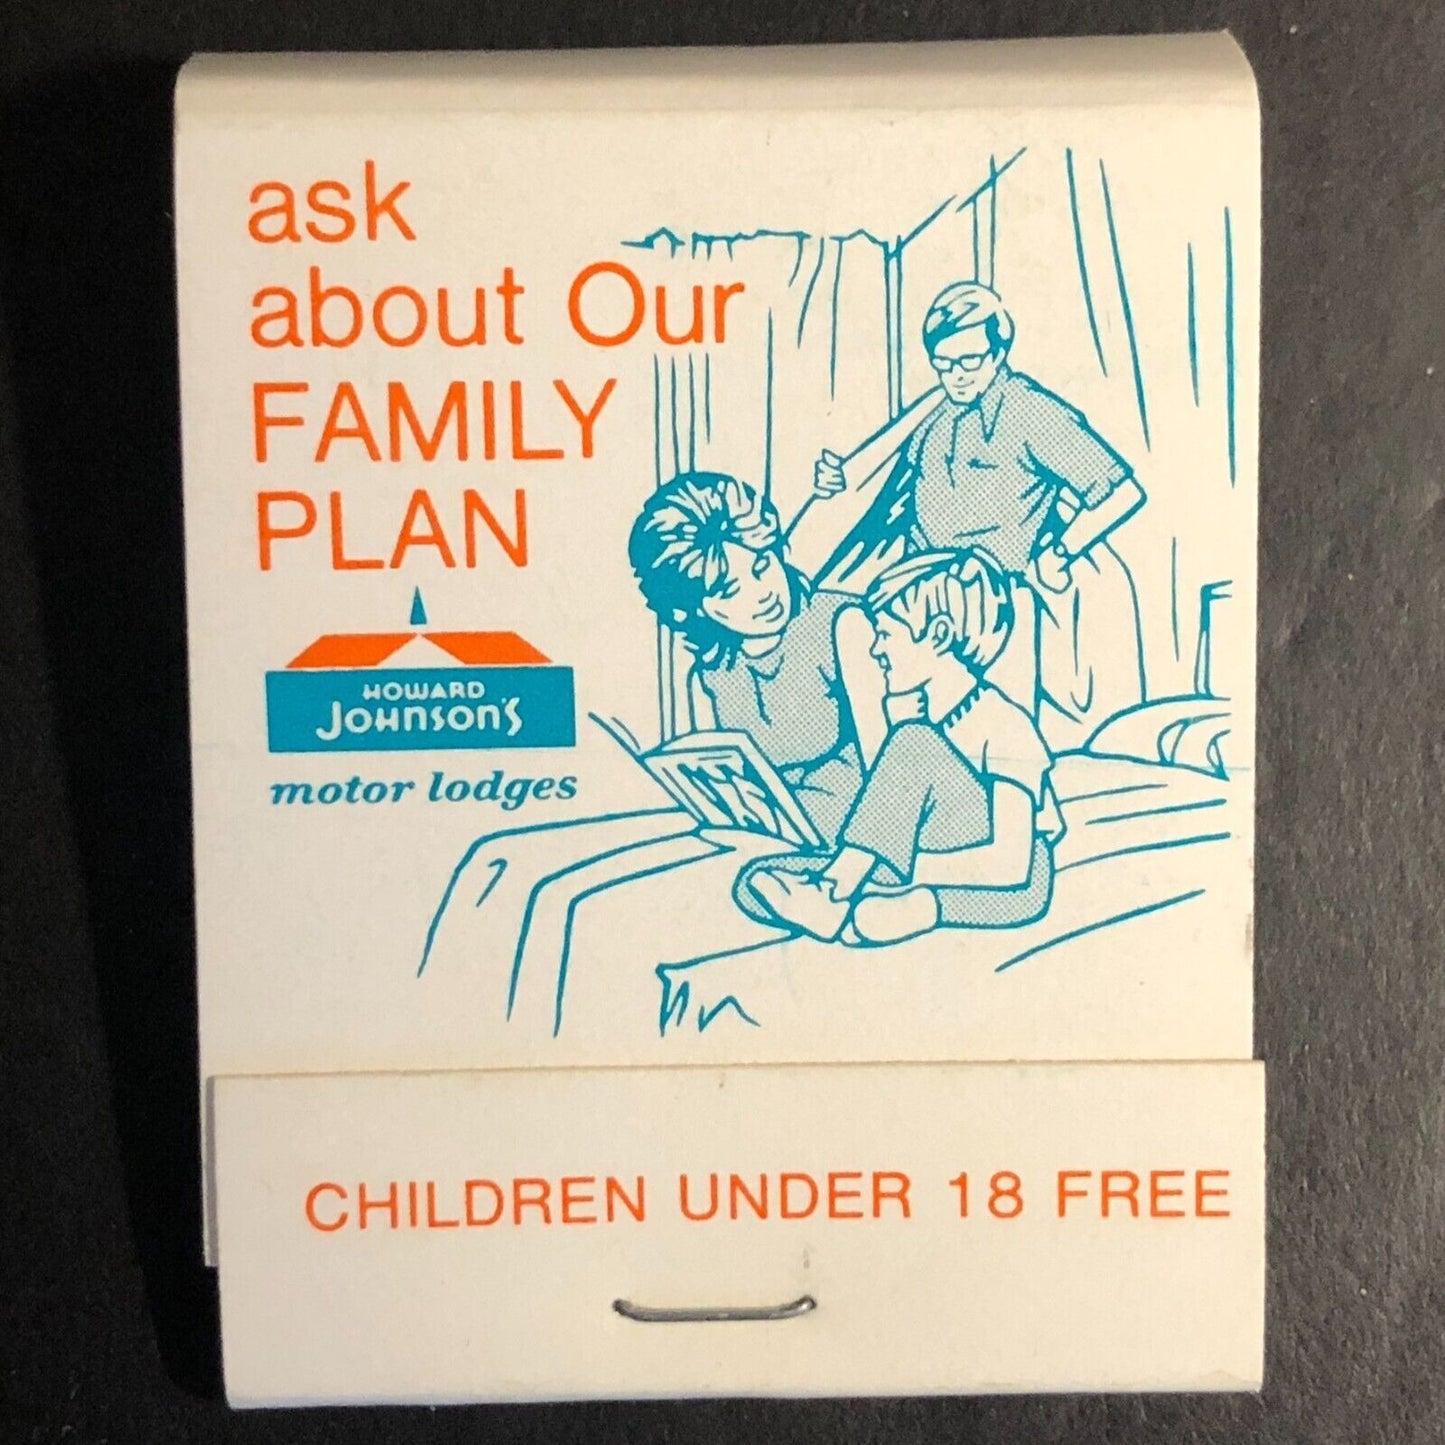 ask
about Our
FAMILY
PLAN
HOWARD
JOHNSON'S
motor lodges
CHILDREN UNDER 18 FREE